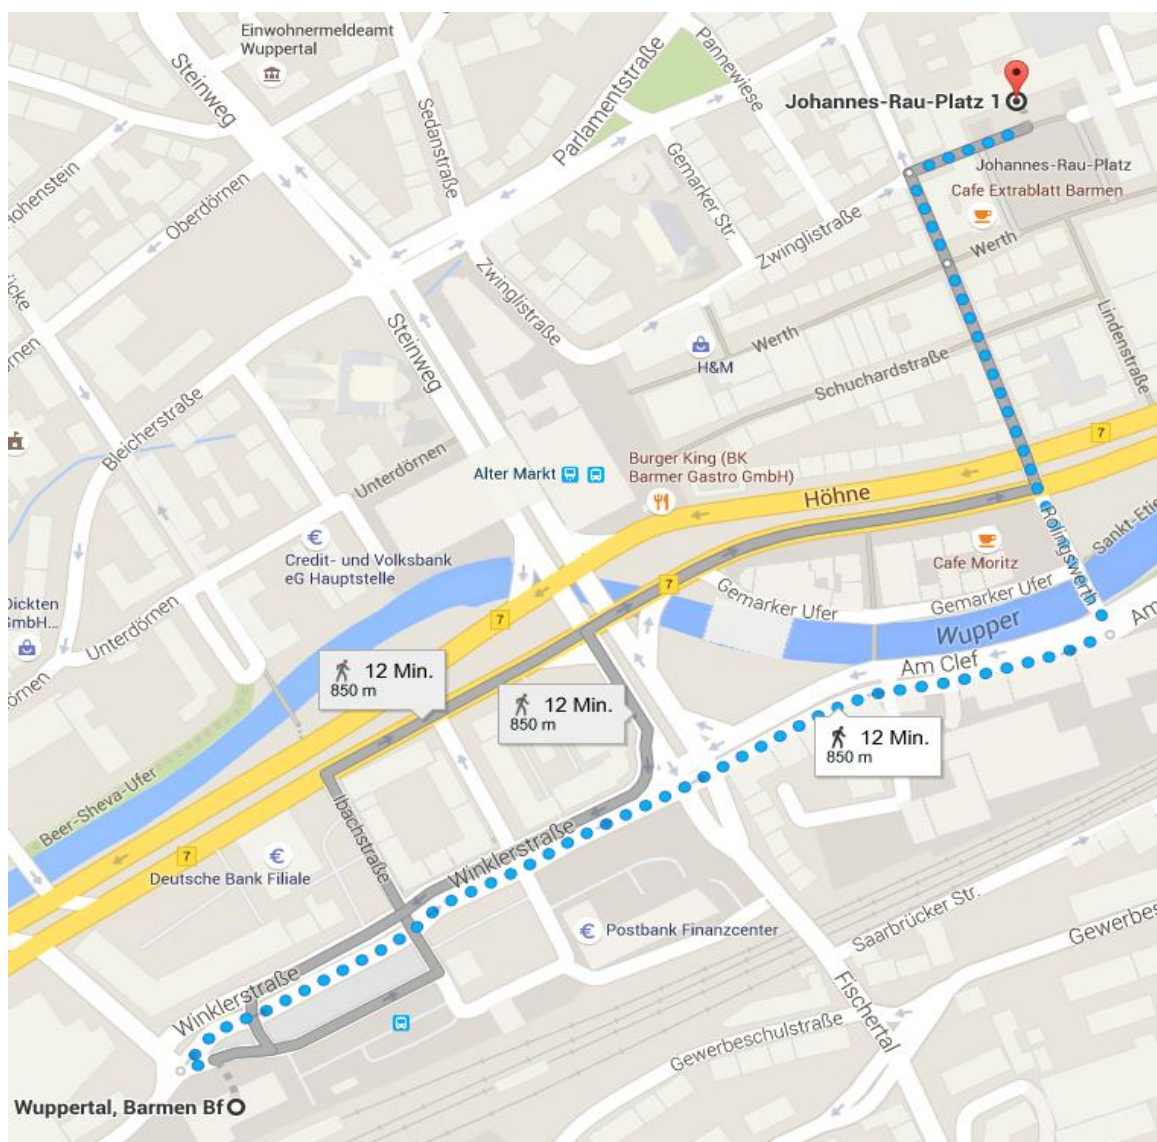 Einwohnermeldeamt
Wuppertal
Steinweg
Sedanstraße
Parlamentstraße
Pannewiese
Johannes-Rau-Platz 1
Hohenstein
Oberdörnen
Gemarker Str.
Johannes-Rau-Platz
Cafe Extrablatt Barmen
Zwinglistraße
Werth
Zwinglistraße
Steinweg
Lindenstraße
Werth
H&M
Schuchardstraße
Bleicherstraße
Unterdörnen
Alter Markt
Burger King (BK
Barmer Gastro GmbH)
7
Höhne
Rolingswerth
Credit- und Volksbank
eG Hauptstelle
Cafe Moritz
Dickten
GmbH...
Unterdörnen
7
7
Gemarker Ufer
Gemarker Ufer
Wupper
Am Clef
Am
12 Min.
850 m
12 Min.
850 m
12 Min.
850 m
Beer-Sheva-Ufer
Ibachstraße
7
Deutsche Bank Filiale
Winklerstraße
Postbank Finanzcenter
Saarbrücker Str.
Winklerstraße
Fischertal
Gewerbeschulstraße
Wuppertal, Barmen Bf